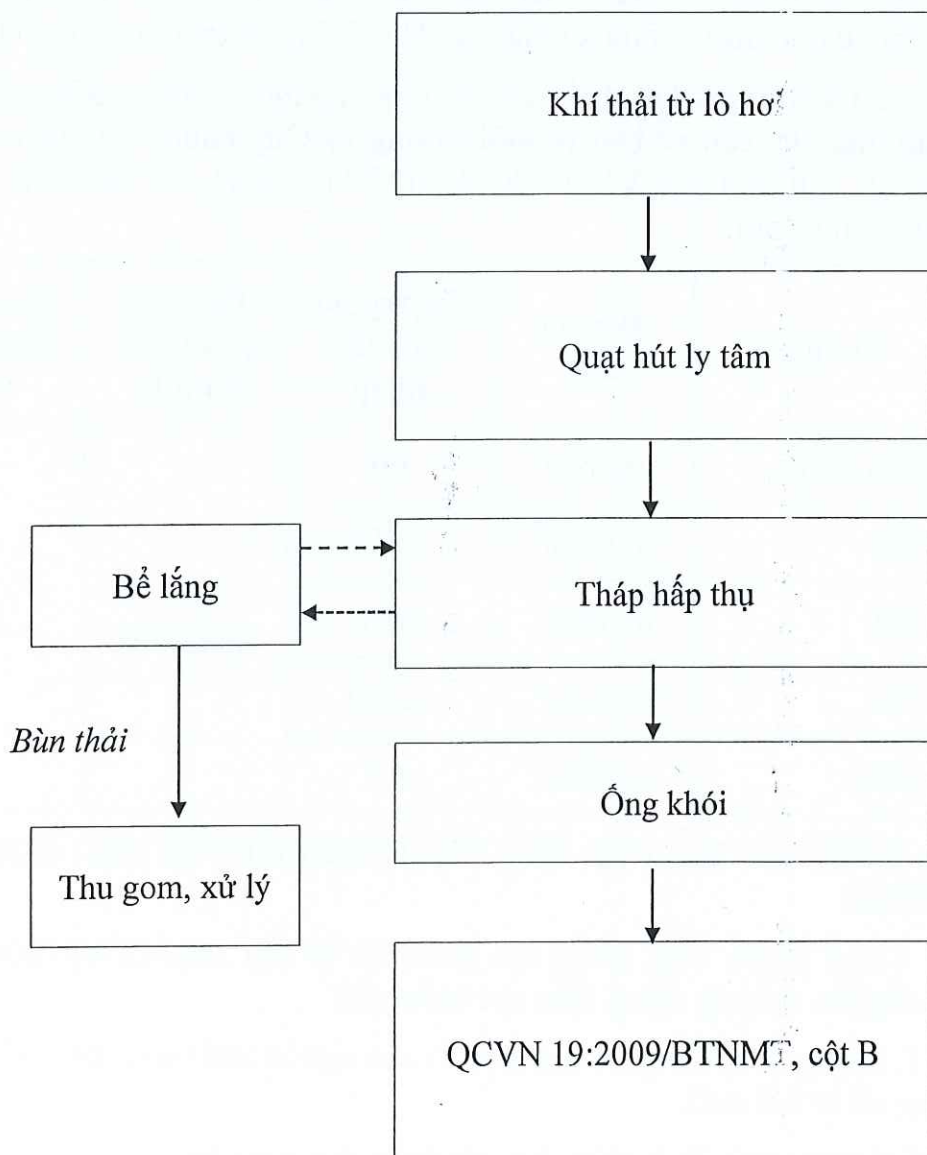 Khí thải từ lò hơ
Quạt hút ly tâm
Bể lắng
Tháp hấp thụ
Bùn thải
Ống khói
Thu gom, xử lý
QCVN 19:2009/BTNMT, cột B